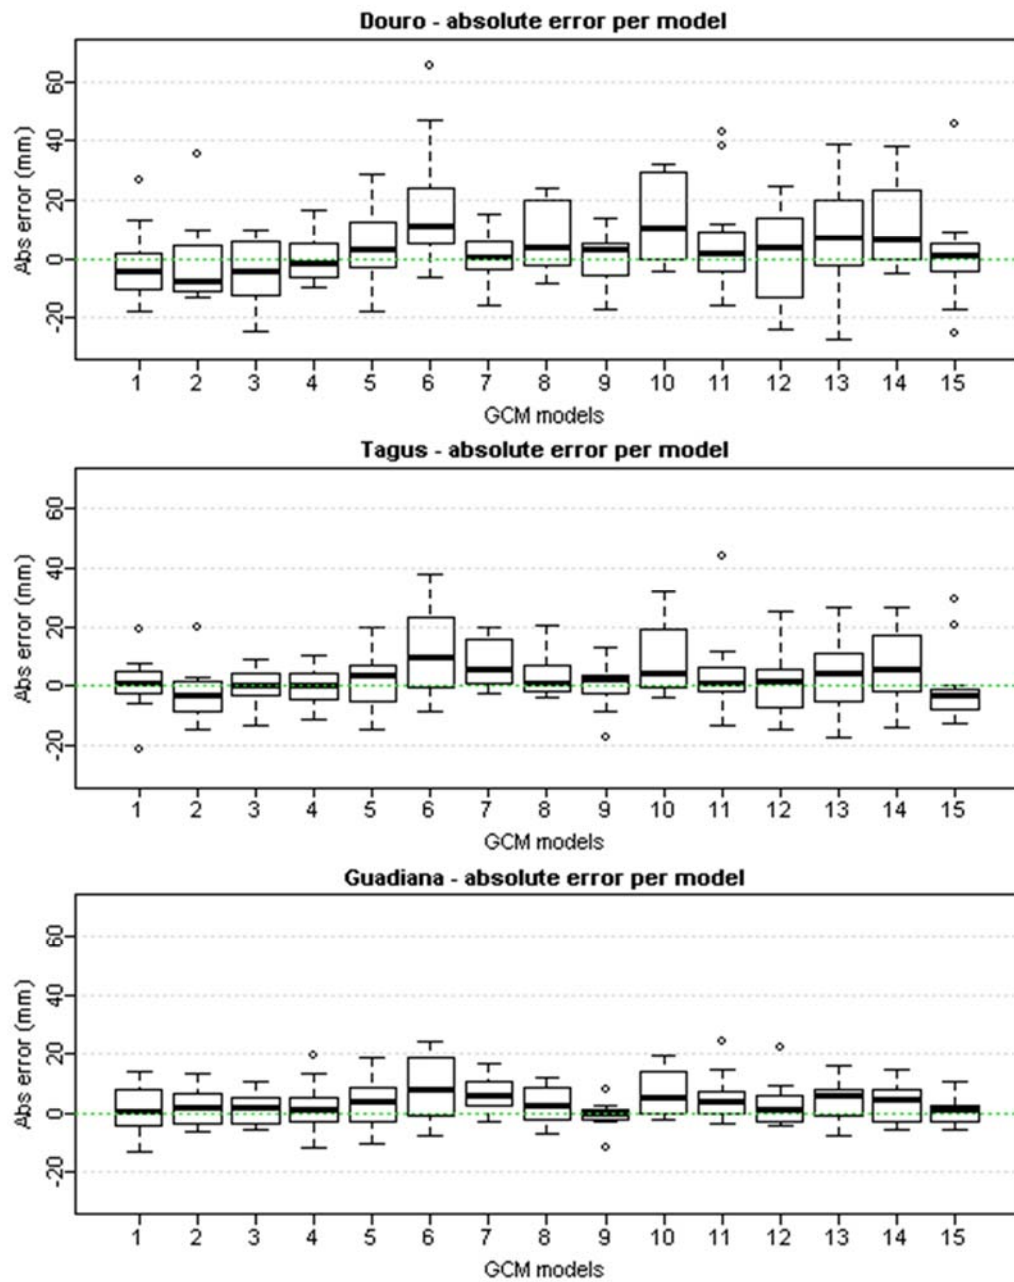 Douro - absolute error per model
Abs error (mm)
60
40
20
0
-20
1 2 3 4 5 6 7 8 9 10 11 12 13 14 15
GCM models
Tagus - absolute error per model
Abs error (mm)
60
40
20
0
-20
1 2 3 4 5 6 7 8 9 10 11 12 13 14 15
GCM models
Guadiana - absolute error per model
Abs error (mm)
60
40
20
0
-20
1 2 3 4 5 6 7 8 9 10 11 12 13 14 15
GCM models